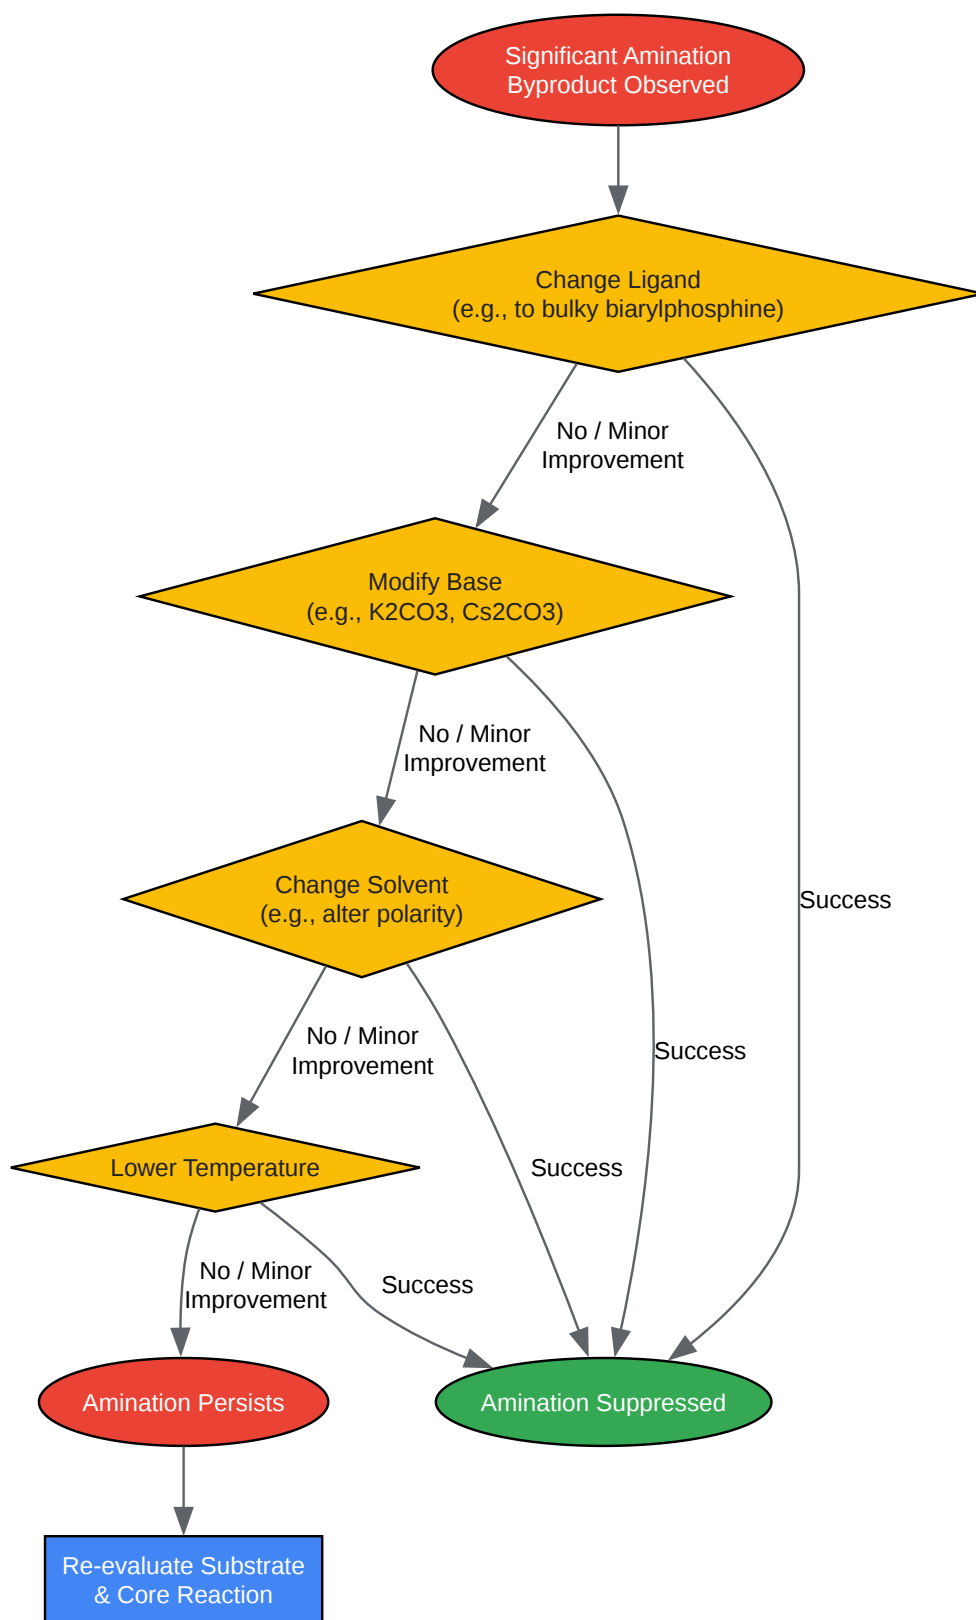 Significant Amination
Byproduct Observed
Change Ligand
(e.g., to bulky biarylphosphine)
No / Minor
Improvement
Modify Base
(e.g., K2CO3, Cs2CO3)
No / Minor
Improvement
Change Solvent
(e.g., alter polarity)
Success
No / Minor
Improvement
Success
Lower Temperature
Success
No / Minor
Improvement
Success
Amination Persists
Amination Suppressed
Re-evaluate Substrate
& Core Reaction